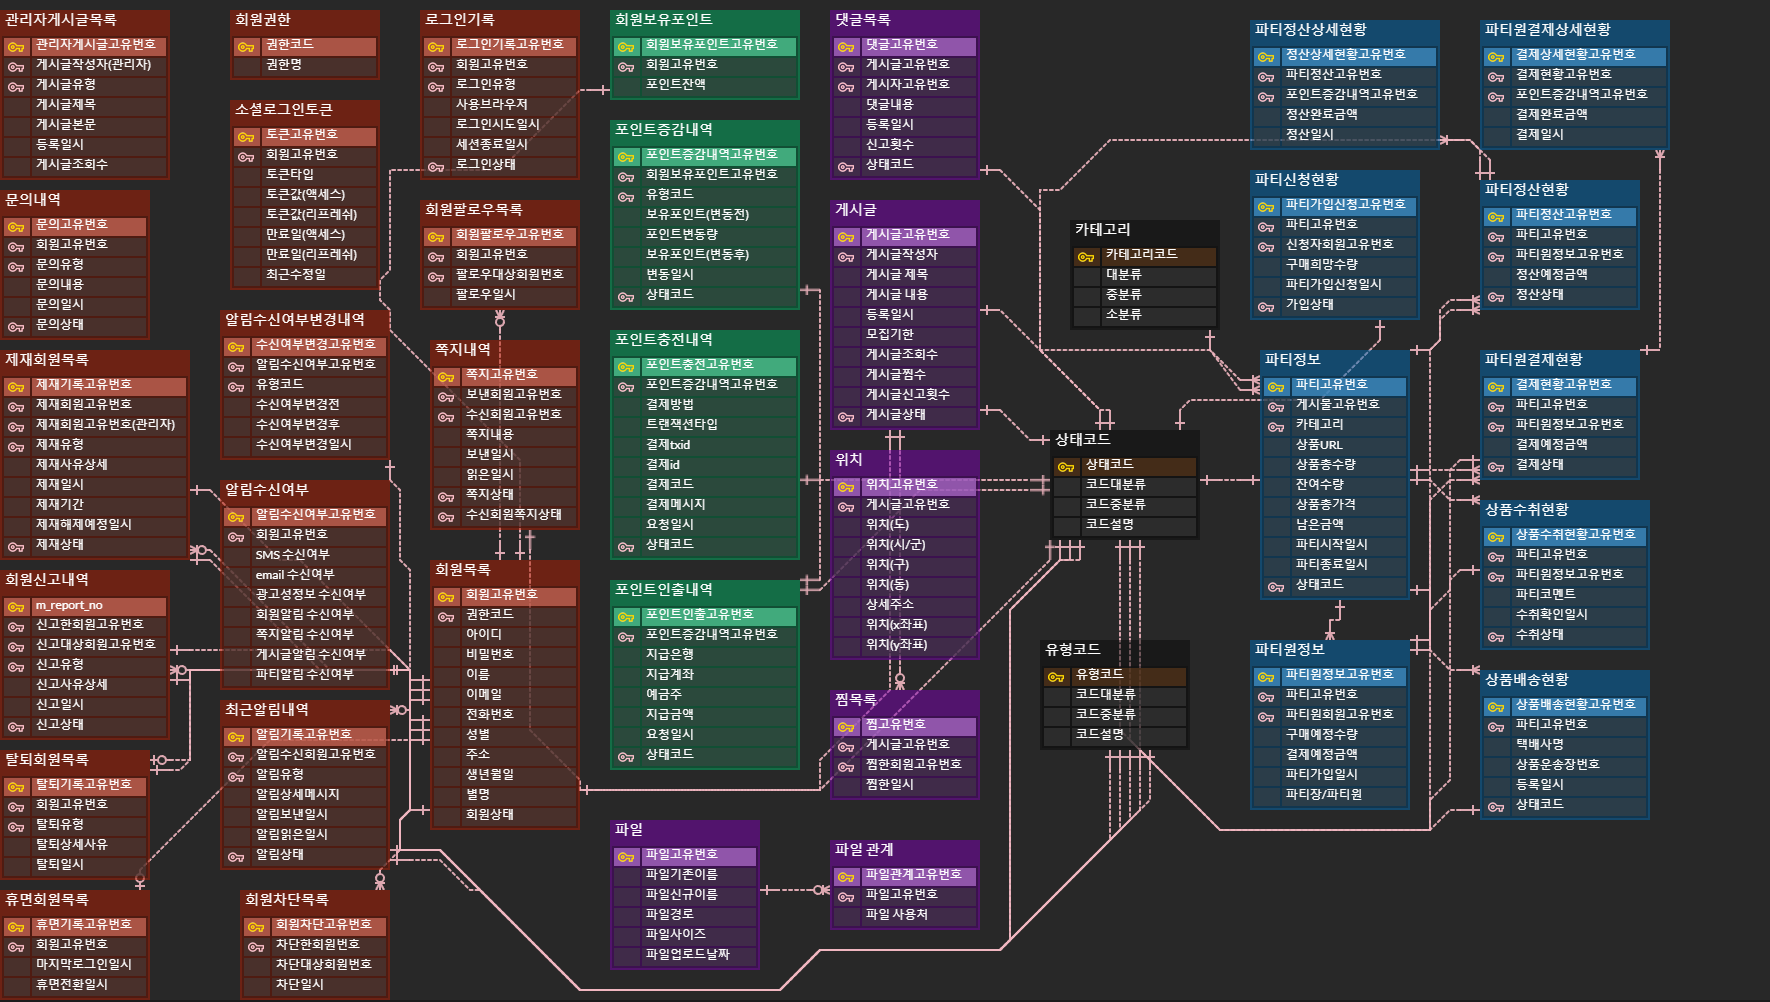 관리자게시글목록
관리자게시글고유번호
게시글작성자(관리자)
게시글유형
게시글제목
게시글본문
등록일시
게시글조회수
문의내역
문의고유번호
회원고유번호
문의유형
문의내용
문의일시
문의상태
제재회원목록
제재기록고유번호
제재회원고유번호
제재회원고유번호(관리자)
제재유형
제재사유상세
제재일시
제재기간
제재해제예정일시
제재상태
회원신고내역
m_report_no
신고한회원고유번호
신고대상회원고유번호
신고유형
신고사유상세
신고일시
신고상태
탈퇴회원목록
탈퇴기록고유번호
회원고유번호
탈퇴유형
탈퇴상세사유
탈퇴일시
휴면회원목록
휴면기록고유번호
회원고유번호
마지막로그인일시
휴면전환일시
회원권한
권한코드
권한명
소셜로그인토큰
토큰고유번호
회원고유번호
토큰타입
토큰값(액세스)
토큰값(리프레쉬)
만료일(액세스)
만료일(리프레쉬)
최근수정일
알림수신여부변경내역
수신여부변경고유번호
알림수신여부고유번호
유형코드
수신여부변경전
수신여부변경후
수신여부변경일시
알림수신여부
알림수신여부고유번호
회원고유번호
SMS 수신여부
email 수신여부
광고성정보 수신여부
회원알림 수신여부
쪽지알림 수신여부
게시글알림 수신여부
파티알림 수신여부
최근알림내역
알림기록고유번호
알림수신회원고유번호
알림유형
알림상세메시지
알림보낸일시
알림읽은일시
알림상태
회원차단목록
회원차단고유번호
차단한회원번호
차단대상회원번호
차단일시
로그인기록
로그인기록고유번호
회원고유번호
로그인유형
사용브라우저
로그인시도일시
세션종료일시
로그인상태
회원팔로우목록
회원팔로우고유번호
회원고유번호
팔로우대상회원번호
팔로우일시
쪽지내역
쪽지고유번호
보낸회원고유번호
수신회원고유번호
쪽지내용
보낸일시
읽은일시
쪽지상태
수신회원쪽지상태
회원목록
회원고유번호
권한코드
아이디
비밀번호
이름
이메일
전화번호
성별
주소
생년월일
별명
회원상태
회원보유포인트
회원보유포인트고유번호
회원고유번호
포인트잔액
포인트증감내역
포인트증감내역고유번호
회원보유포인트고유번호
유형코드
보유포인트(변동전)
포인트변동량
보유포인트(변동후)
변동일시
상태코드
포인트충전내역
포인트충전고유번호
포인트증감내역고유번호
결제방법
트랜잭션타입
결제txid
결제id
결제코드
결제메시지
요청일시
상태코드
포인트인출내역
포인트인출고유번호
포인트증감내역고유번호
지급은행
지급계좌
예금주
지급금액
요청일시
상태코드
파일
파일고유번호
파일기존이름
파일신규이름
파일경로
파일사이즈
파일업로드날짜
댓글목록
댓글고유번호
게시글고유번호
게시자고유번호
댓글내용
등록일시
신고횟수
상태코드
게시글
게시글고유번호
게시글작성자
게시글 제목
게시글 내용
등록일시
모집기한
게시글조회수
게시글찜수
게시글신고횟수
게시글상태
위치
위치고유번호
게시글고유번호
위치(도)
위치(시/군)
위치(구)
위치(동)
상세주소
위치(x좌표)
위치(y좌표)
찜목록
찜고유번호
게시글고유번호
찜한회원고유번호
찜한일시
파일 관계
파일관계고유번호
파일고유번호
파일 사용처
카테고리
카테고리코드
대분류
중분류
소분류
상태코드
상태코드
코드대분류
코드중분류
코드설명
유형코드
유형코드
코드대분류
코드중분류
코드설명
파티정산상세현황
정산상세현황고유번호
파티정산고유번호
포인트증감내역고유번호
정산완료금액
정산일시
파티신청현황
파티가입신청고유번호
파티고유번호
신청자회원고유번호
구매희망수량
파티가입신청일시
가입상태
파티정보
파티고유번호
게시물고유번호
카테고리
상품URL
상품총수량
잔여수량
상품총가격
남은금액
파티시작일시
파티종료일시
상태코드
파티원정보
파티원정보고유번호
파티고유번호
파티원회원고유번호
구매예정수량
결제예정금액
파티가입일시
파티장/파티원
파티원결제상세현황
결제상세현황고유번호
결제현황고유번호
포인트증감내역고유번호
결제완료금액
결제일시
파티정산현황
파티정산고유번호
파티고유번호
파티원정보고유번호
정산예정금액
정산상태
파티원결제현황
결제현황고유번호
파티고유번호
파티원정보고유번호
결제예정금액
결제상태
상품수취현황
상품수취현황고유번호
파티고유번호
파티원정보고유번호
파티코멘트
수취확인일시
수취상태
상품배송현황
상품배송현황고유번호
파티고유번호
택배사명
상품운송장번호
등록일시
상태코드